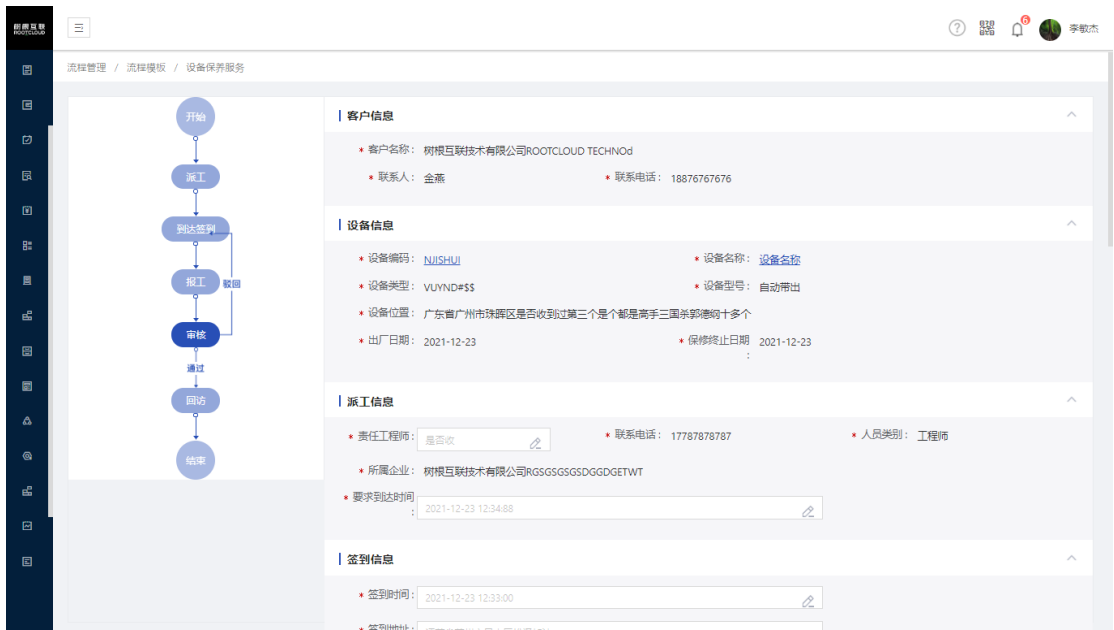 树根互联
ROOTCLOUD
6
李敏杰
流程管理 / 流程模板 / 设备保养服务
开始
派工
到达签到
报工
驳回
审核
通过
回访
结束
客户信息
* 客户名称： 树根互联技术有限公司ROOTCLOUD TECHNOd
* 联系人： 金燕
* 联系电话： 18876767676
设备信息
* 设备编码： NJISHUI
* 设备名称： 设备名称
* 设备类型： VUYND#$$
* 设备型号： 自动带出
* 设备位置： 广东省广州市珠晖区是否收到过第三个是个都是高手三国杀郭德纲十多个
* 出厂日期： 2021-12-23
* 保修终止日期： 2021-12-23
派工信息
* 责任工程师： 是否收
* 联系电话： 17787878787
* 人员类别： 工程师
* 所属企业： 树根互联技术有限公司RGSGSGSGSDGGDGETWT
* 要求到达时间： 2021-12-23 12:34:88
签到信息
* 签到时间： 2021-12-23 12:33:00
* 签到地址：